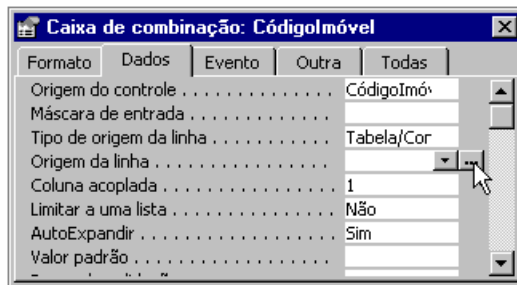 Caixa de combinação: CódigoImóvel
Formato Dados Evento Outra Todas
Origem do controle . . . . . . . . . . . . . . . CódigoImó
Máscara de entrada . . . . . . . . . . . . . . .
Tipo de origem da linha . . . . . . . . . . . . Tabela/Cor
Origem da linha . . . . . . . . . . . . . . . . . ...
Coluna acoplada . . . . . . . . . . . . . . . . . 1
Limitar a uma lista . . . . . . . . . . . . . . . . Não
AutoExpandir . . . . . . . . . . . . . . . . . . . Sim
Valor padrão . . . . . . . . . . . . . . . . . . .